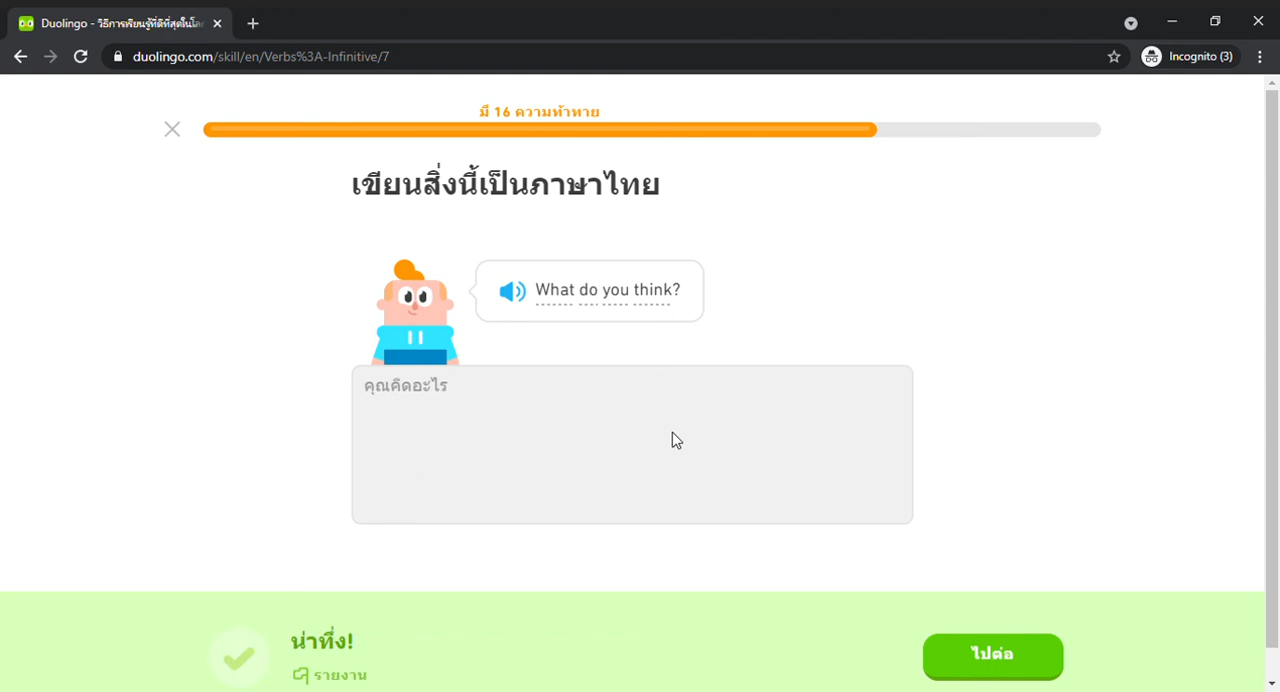 Duolingo - วิธีการเรียนรู้ที่ดีที่สุดในโล
duolingo.com/skill/en/Verbs%3A-Infinitive/7
Incognito (3)
มี 16 ความท้าทาย
เขียนสิ่งนี้เป็นภาษาไทย
What do you think?
คุณคิดอะไร
น่าทึ่ง!
รายงาน
ไปต่อ